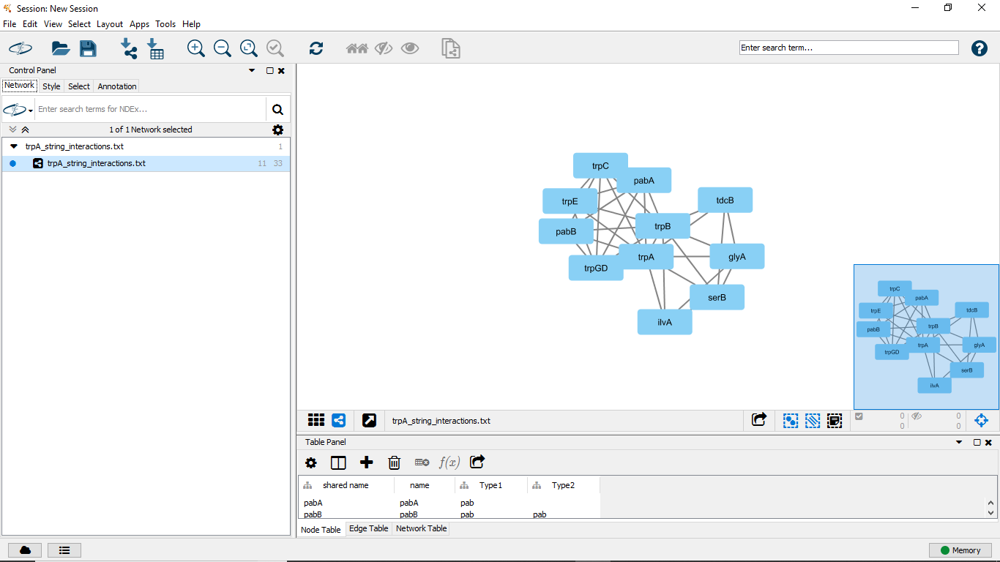 Session: New Session
File Edit View Select Layout Apps Tools Help
Enter search term...
Control Panel
Network Style Select Annotation
Enter search terms for NDEx...
1 of 1 Network selected
trpA_string_interactions.txt 1
trpA_string_interactions.txt 11 33
trpC
pabA
trpE
tdcB
pabB
trpB
trpA
glyA
trpGD
serB
ilvA
trpC
pabA
trpE
tdcB
pabB
trpB
trpA
glyA
trpGD
serB
ilvA
trpA_string_interactions.txt
0 0
0 0
Table Panel
f(x)
shared name name Type1 Type2
pabA pabA pab
pabB pabB pab pab
Node Table Edge Table Network Table
Memory